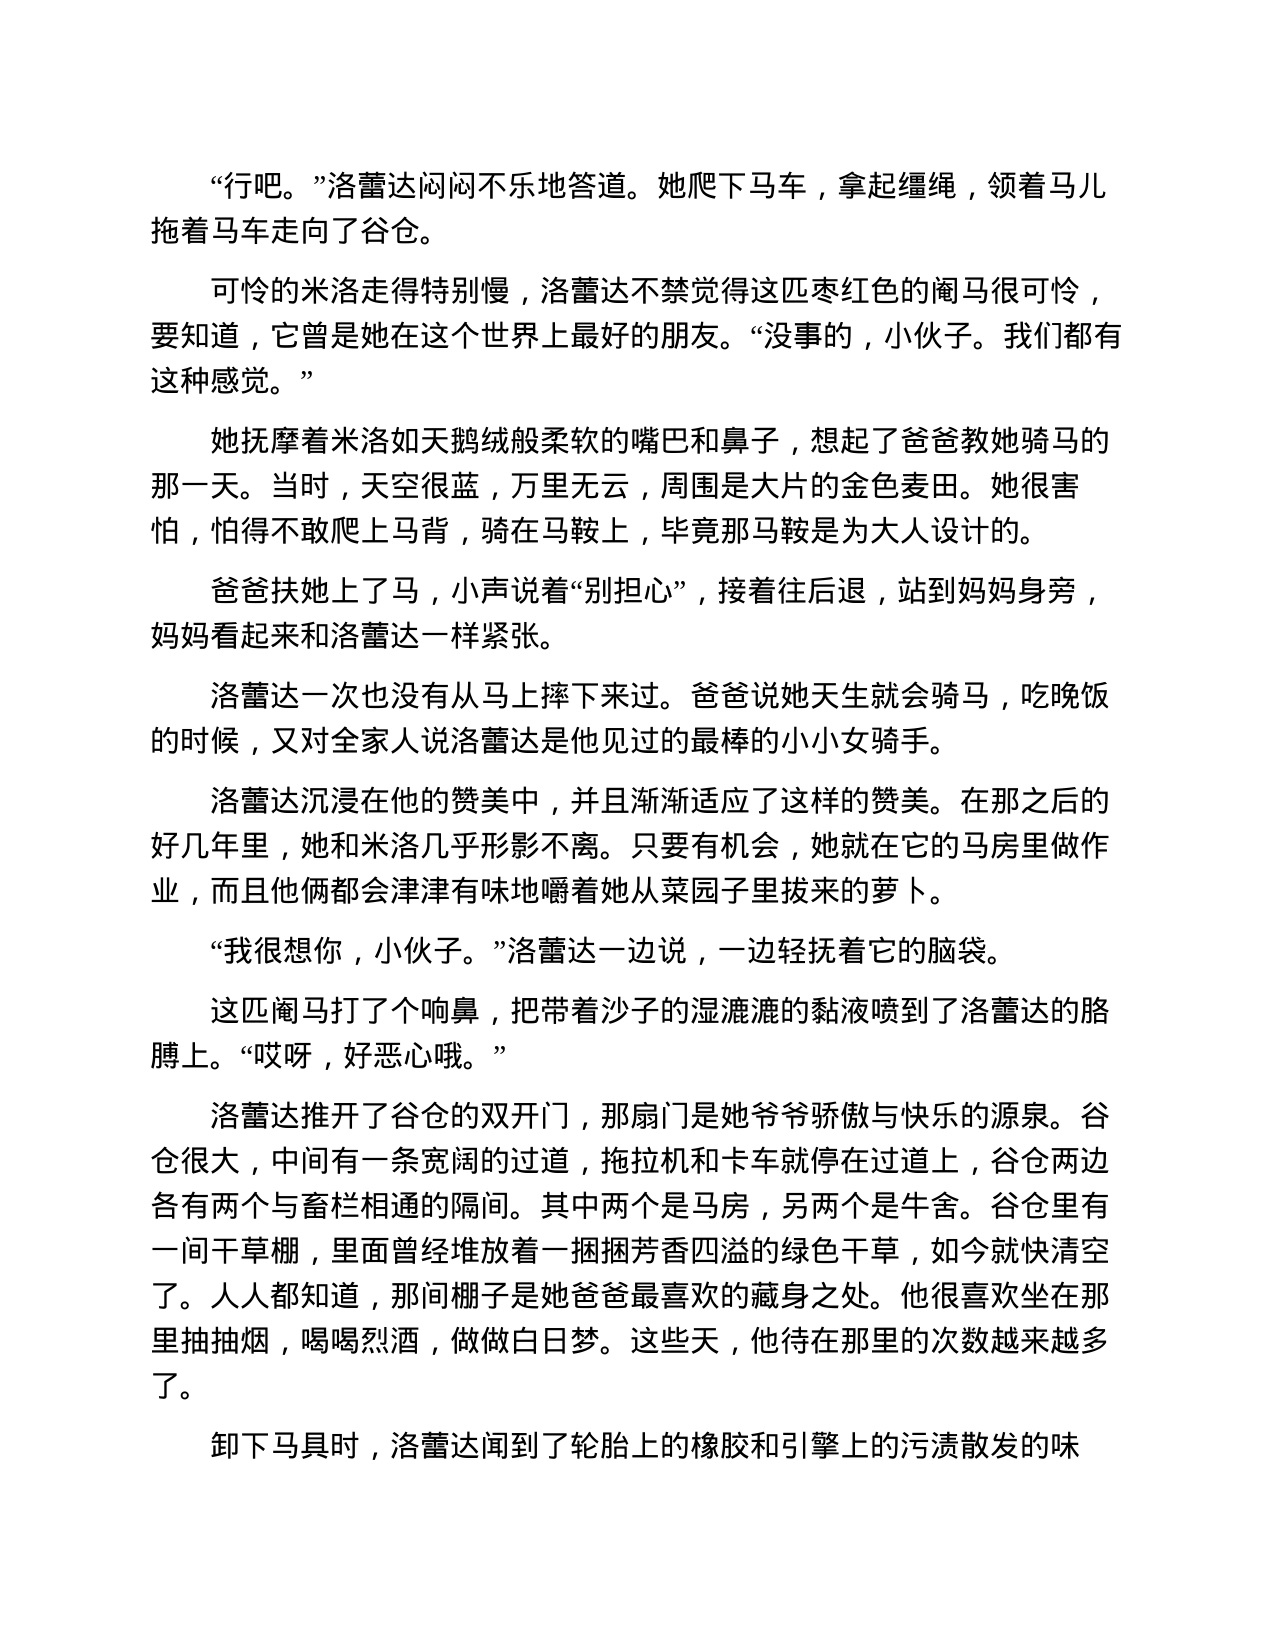 “行吧。”洛蕾达闷闷不乐地答道。她爬下马车，拿起缰绳，领着马儿
拖着马车走向了谷仓。
可怜的米洛走得特别慢，洛蕾达不禁觉得这匹枣红色的阉马很可怜，
要知道，它曾是她在这个世界上最好的朋友。“没事的，小伙子。我们都有
这种感觉。”
她抚摩着米洛如天鹅绒般柔软的嘴巴和鼻子，想起了爸爸教她骑马的
那一天。当时，天空很蓝，万里无云，周围是大片的金色麦田。她很害
怕，怕得不敢爬上马背，骑在马鞍上，毕竟那马鞍是为大人设计的。
爸爸扶她上了马，小声说着“别担心”，接着往后退，站到妈妈身旁，
妈妈看起来和洛蕾达一样紧张。
洛蕾达一次也没有从马上摔下来过。爸爸说她天生就会骑马，吃晚饭
的时候，又对全家人说洛蕾达是他见过的最棒的小小女骑手。
洛蕾达沉浸在他的赞美中，并且渐渐适应了这样的赞美。在那之后的
好几年里，她和米洛几乎形影不离。只要有机会，她就在它的马房里做作
业，而且他俩都会津津有味地嚼着她从菜园子里拔来的萝卜。
“我很想你，小伙子。”洛蕾达一边说，一边轻抚着它的脑袋。
这匹阉马打了个响鼻，把带着沙子的湿漉漉的黏液喷到了洛蕾达的胳
膊上。“哎呀，好恶心哦。”
洛蕾达推开了谷仓的双开门，那扇门是她爷爷骄傲与快乐的源泉。谷
仓很大，中间有一条宽阔的过道，拖拉机和卡车就停在过道上，谷仓两边
各有两个与畜栏相通的隔间。其中两个是马房，另两个是牛舍。谷仓里有
一间干草棚，里面曾经堆放着一捆捆芳香四溢的绿色干草，如今就快清空
了。人人都知道，那间棚子是她爸爸最喜欢的藏身之处。他很喜欢坐在那
里抽抽烟，喝喝烈酒，做做白日梦。这些天，他待在那里的次数越来越多
了。
卸下马具时，洛蕾达闻到了轮胎上的橡胶和引擎上的污渍散发的味